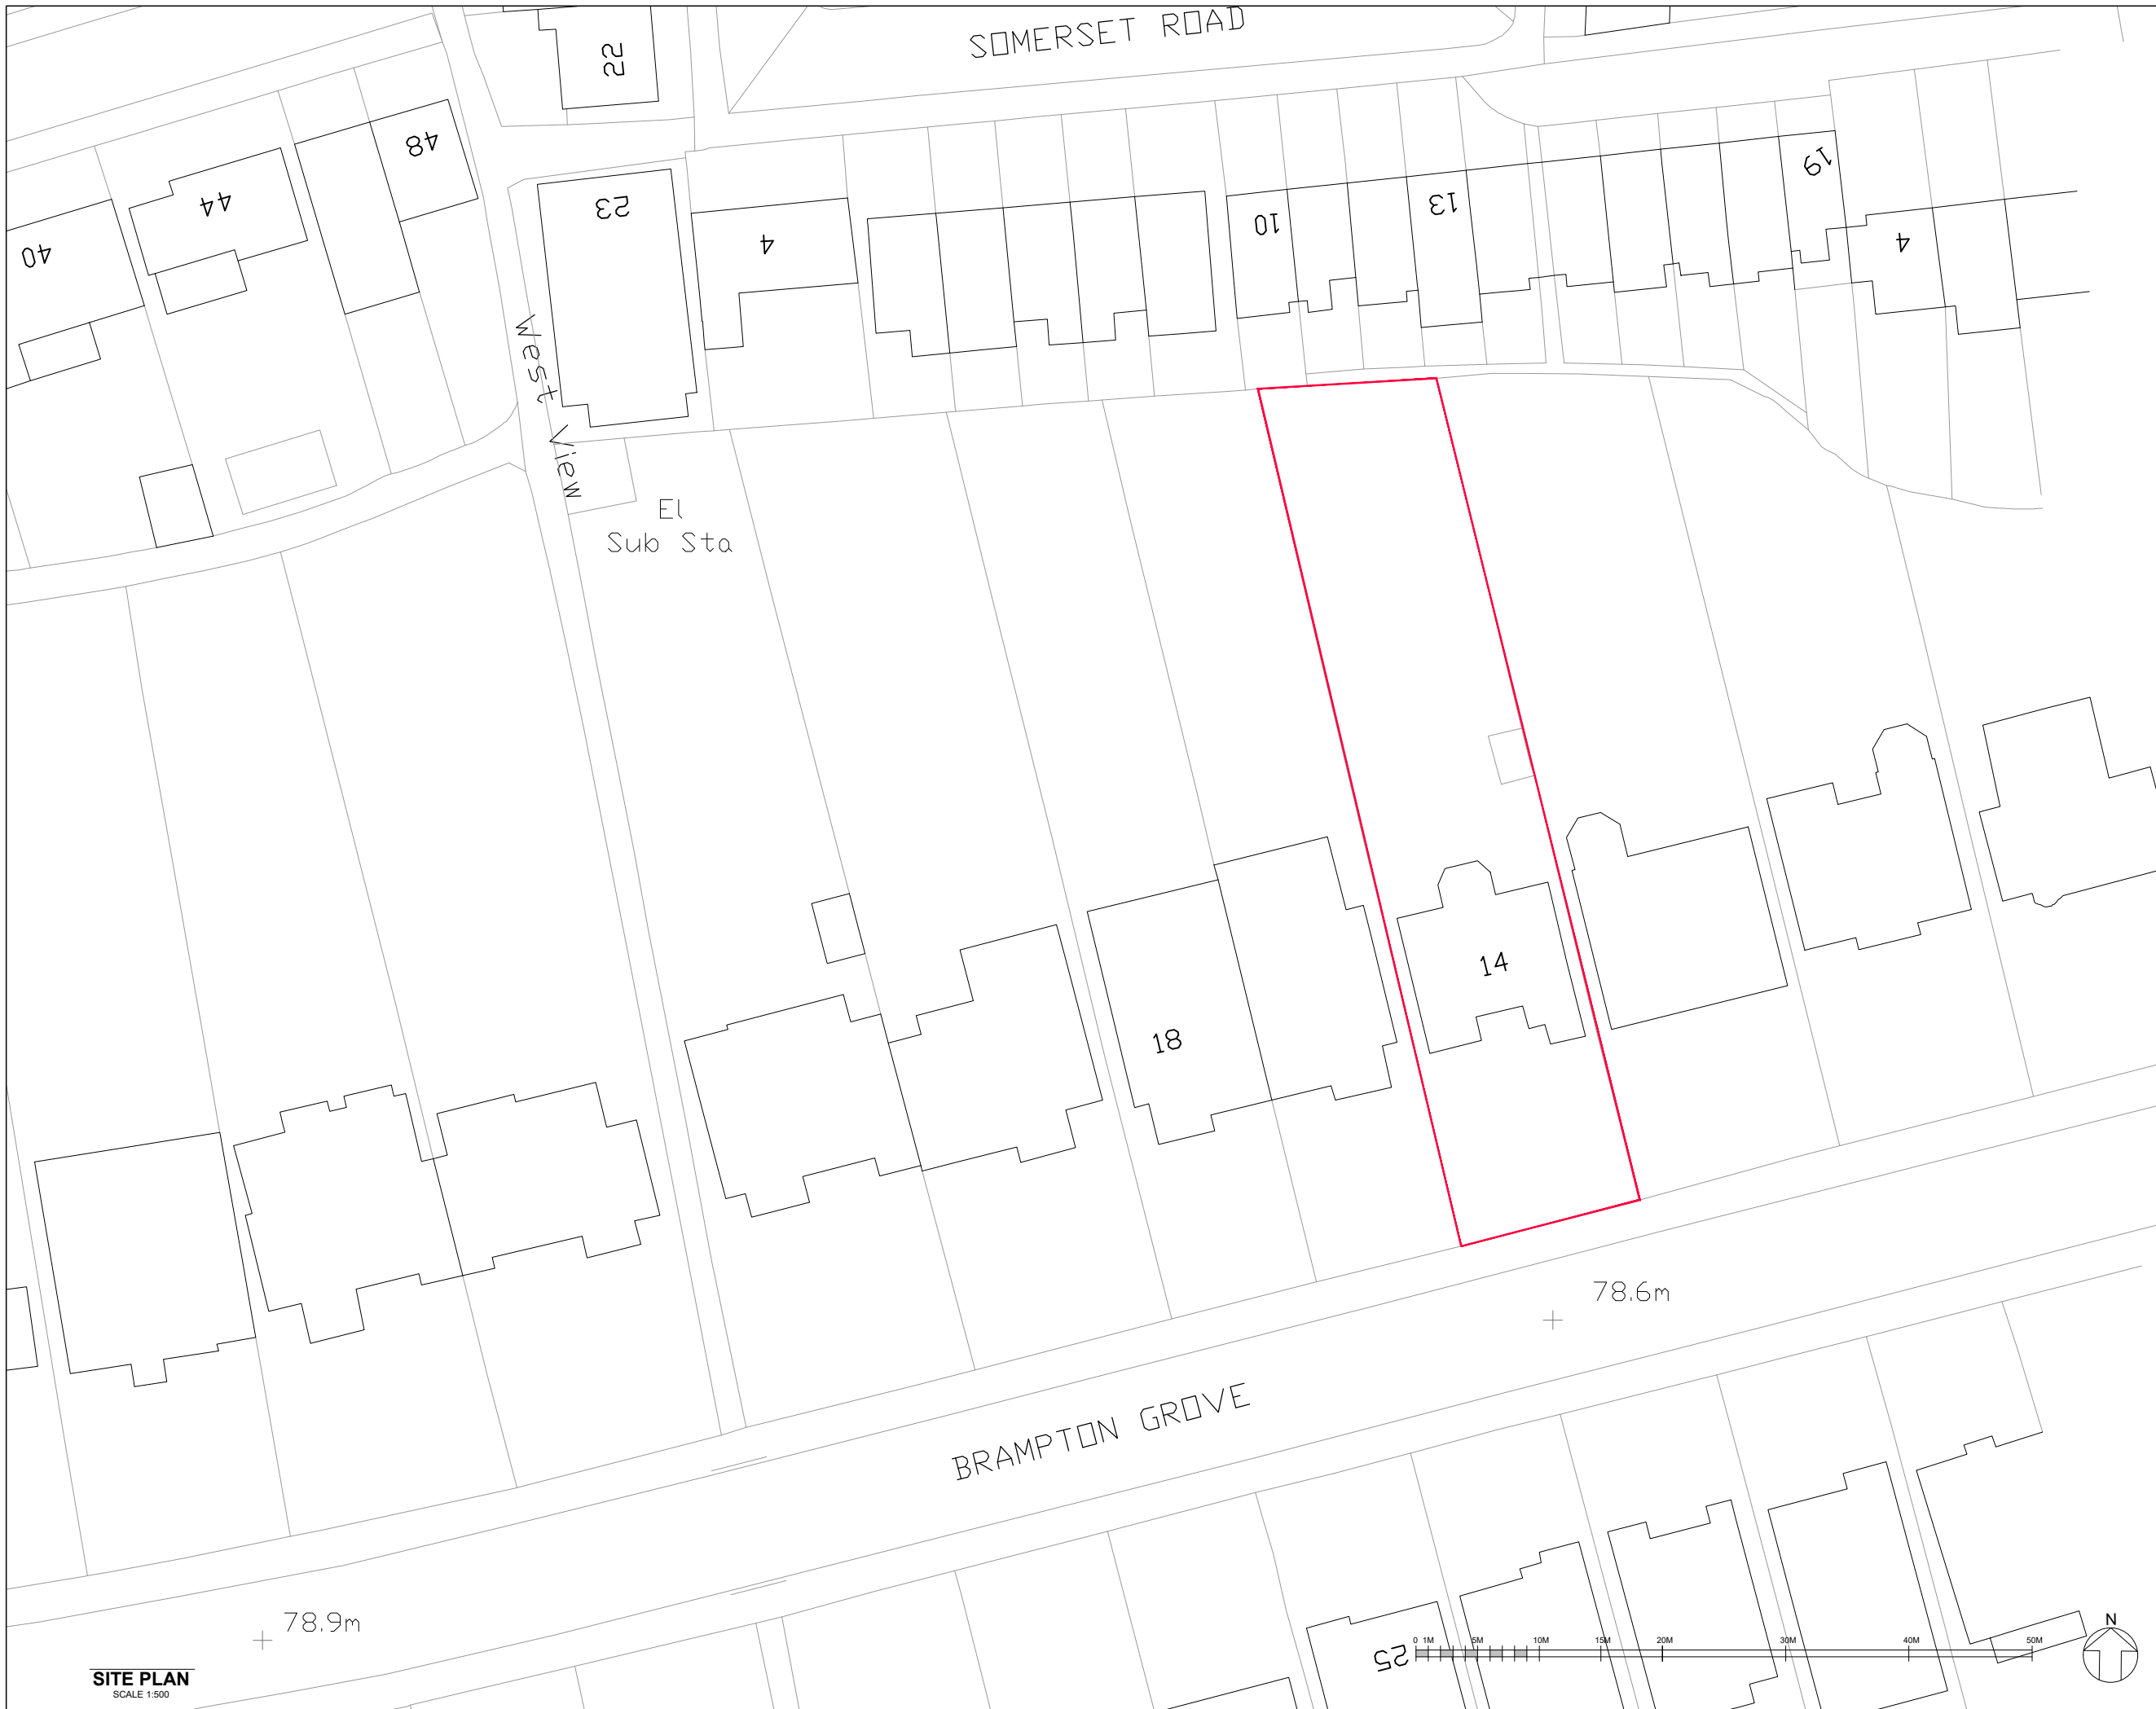 SOMERSET ROAD
22
48
44
40
23
4
10
13
19
4
West View
El
Sub Sta
14
18
78.6m
BRAMPTON GROVE
78.9m
25
0 1M 5M 10M 15M 20M 30M 40M 50M
N
SITE PLAN
SCALE 1:500